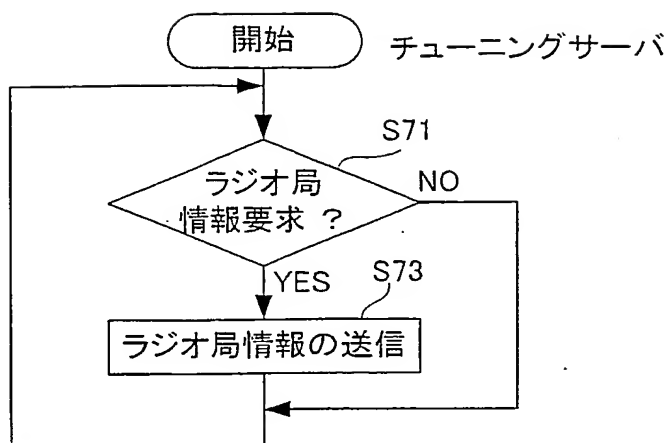 開始
チューニングサーバ
S71
ラジオ局
情報要求 ?
NO
YES
S73
ラジオ局情報の送信